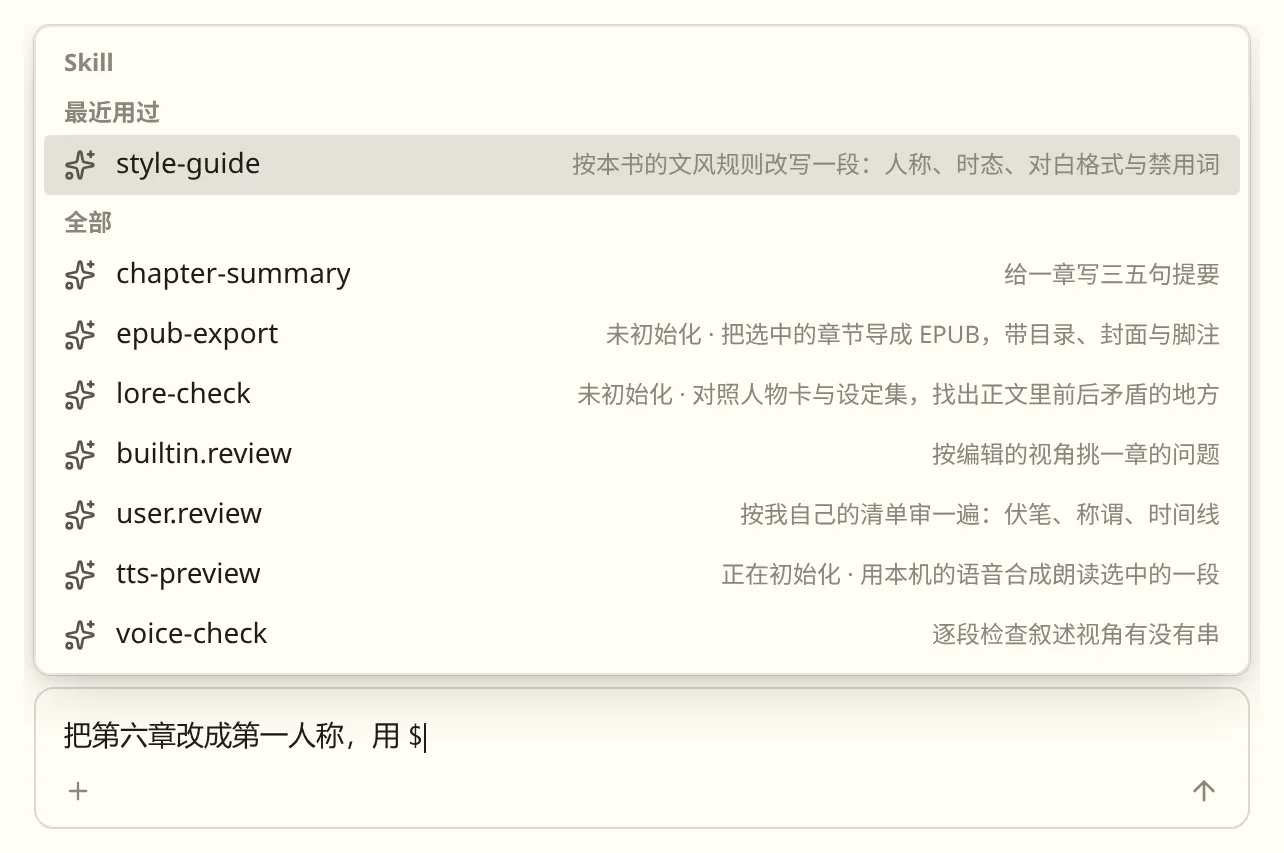 Skill
最近用过
style-guide 按本书的文风规则改写一段：人称、时态、对白格式与禁用词
全部
chapter-summary 给一章写三五句提要
epub-export 未初始化 · 把选中的章节导成 EPUB，带目录、封面与脚注
lore-check 未初始化 · 对照人物卡与设定集，找出正文里前后矛盾的地方
builtin.review 按编辑的视角挑一章的问题
user.review 按我自己的清单审一遍：伏笔、称谓、时间线
tts-preview 正在初始化 · 用本机的语音合成朗读选中的一段
voice-check 逐段检查叙述视角有没有串
把第六章改成第一人称，用 $